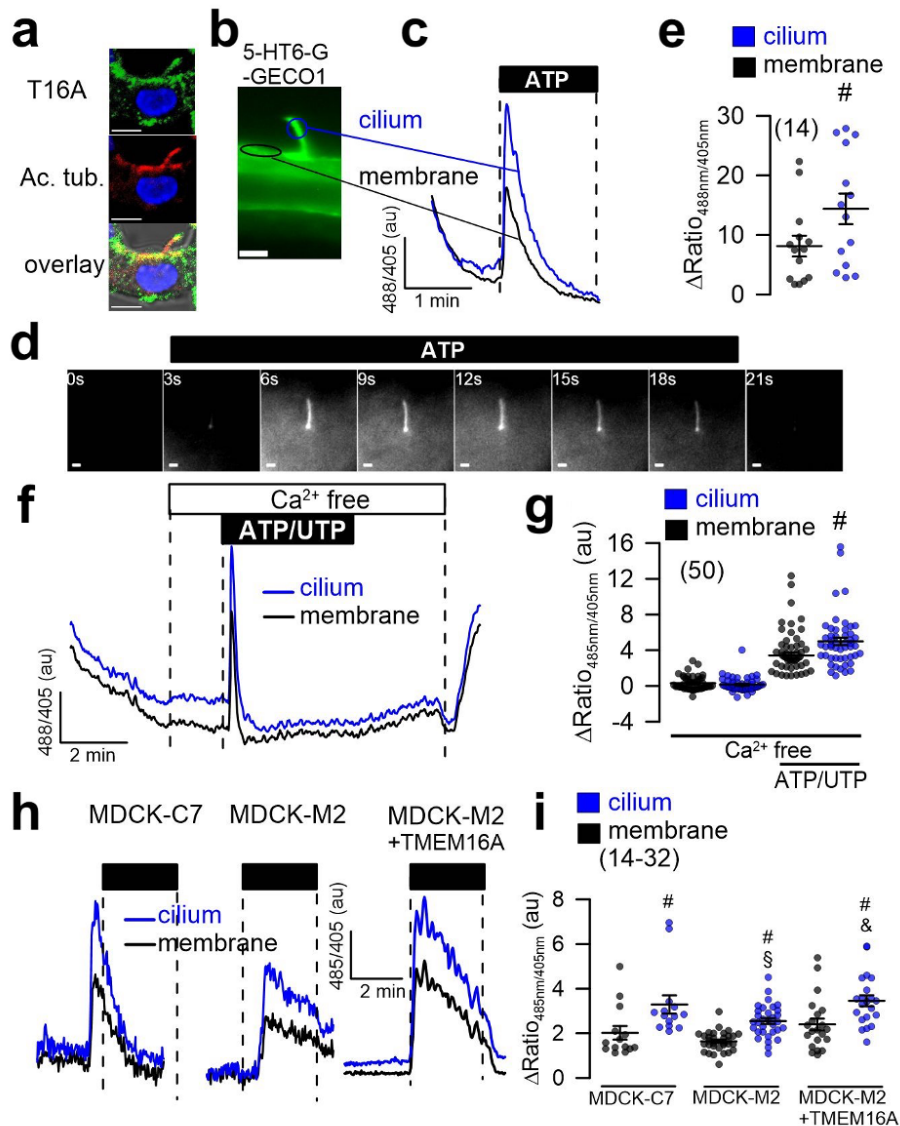 a
T16A
Ac. tub.
overlay
b
5-HT6-G
-GECO1
cilium
membrane
c
ATP
488/405 (au)
1 min
e
cilium
membrane
#
(14)
ΔRatio488nm/405nm
30
20
10
0
d
ATP
0s 3s 6s 9s 12s 15s 18s 21s
f
Ca2+ free
ATP/UTP
cilium
membrane
488/405 (au)
2 min
g
cilium
membrane
#
(50)
ΔRatio485nm/405nm (au)
16
12
8
4
0
-4
Ca2+ free
ATP/UTP
h
MDCK-C7 MDCK-M2 MDCK-M2
+TMEM16A
cilium
membrane
485/405 (au)
2 min
i
cilium
membrane
(14-32)
ΔRatio485nm/405nm (au)
8
6
4
2
0
#
#
§
#
&
MDCK-C7 MDCK-M2 MDCK-M2
+TMEM16A